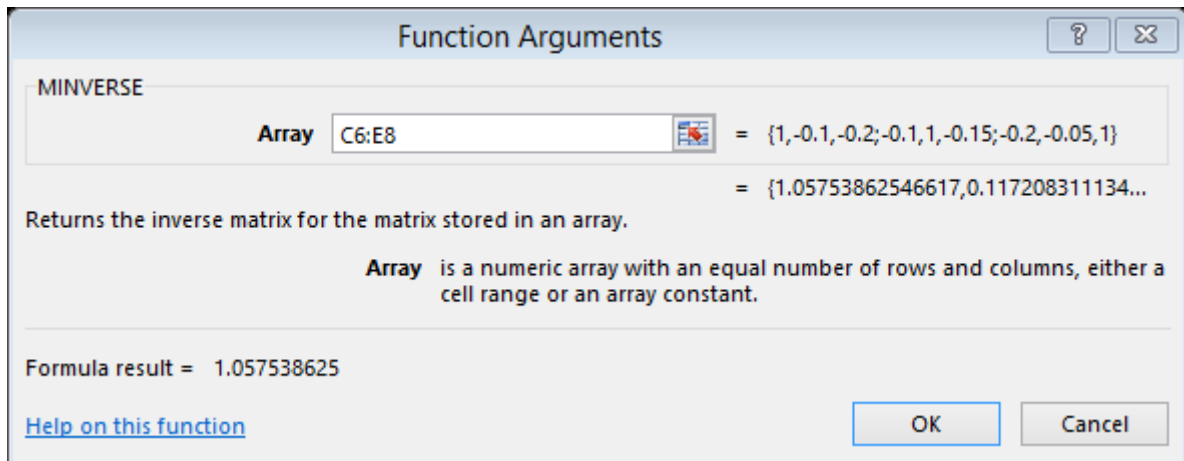 Function Arguments
MINVERSE
Array C6:E8 = {1,-0.1,-0.2;-0.1,1,-0.15;-0.2,-0.05,1}
= {1.05753862546617,0.117208311134...
Returns the inverse matrix for the matrix stored in an array.
Array is a numeric array with an equal number of rows and columns, either a
cell range or an array constant.
Formula result = 1.057538625
Help on this function OK Cancel